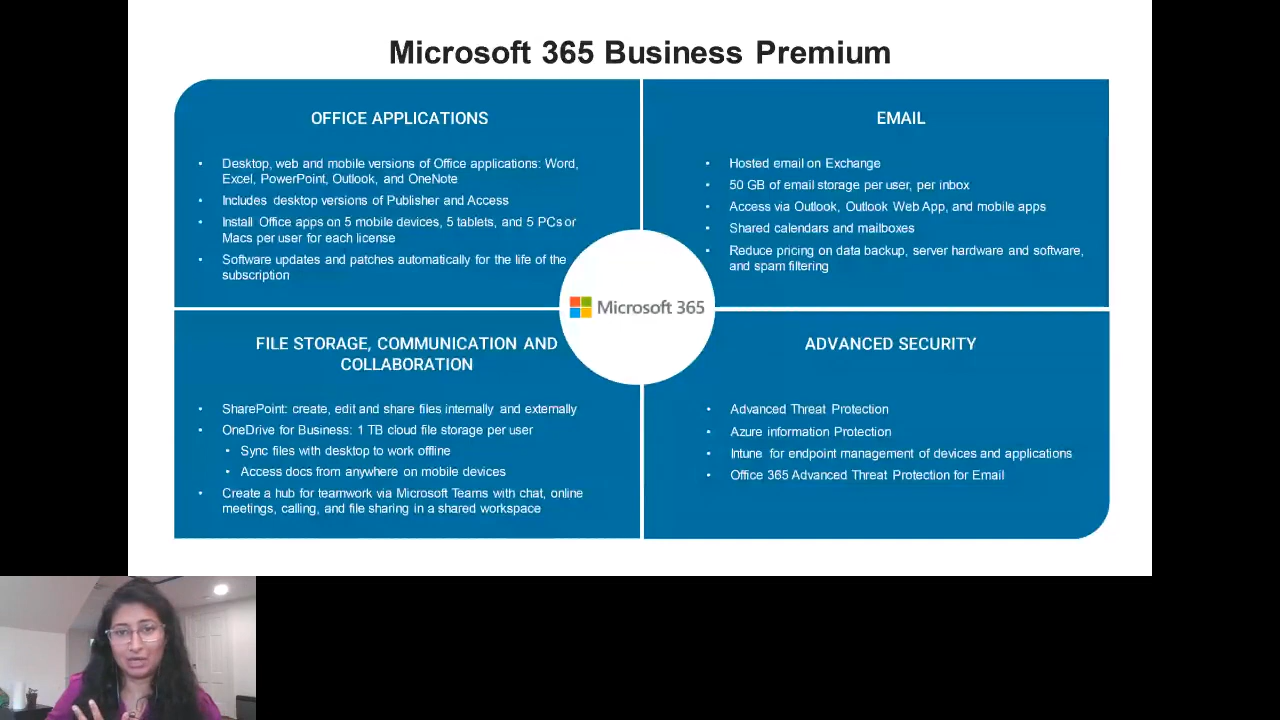 Microsoft 365 Business Premium
OFFICE APPLICATIONS
• Desktop, web and mobile versions of Office applications: Word,
Excel, PowerPoint, Outlook, and OneNote
• Includes desktop versions of Publisher and Access
• Install Office apps on 5 mobile devices, 5 tablets, and 5 PCs or
Macs per user for each license
• Software updates and patches automatically for the life of the
subscription
EMAIL
• Hosted email on Exchange
• 50 GB of email storage per user, per inbox
• Access via Outlook, Outlook Web App, and mobile apps
• Shared calendars and mailboxes
• Reduce pricing on data backup, server hardware and software,
and spam filtering
Microsoft 365
FILE STORAGE, COMMUNICATION AND
COLLABORATION
• SharePoint: create, edit and share files internally and externally
• OneDrive for Business: 1 TB cloud file storage per user
• Sync files with desktop to work offline
• Access docs from anywhere on mobile devices
• Create a hub for teamwork via Microsoft Teams with chat, online
meetings, calling, and file sharing in a shared workspace
ADVANCED SECURITY
• Advanced Threat Protection
• Azure information Protection
• Intune for endpoint management of devices and applications
• Office 365 Advanced Threat Protection for Email